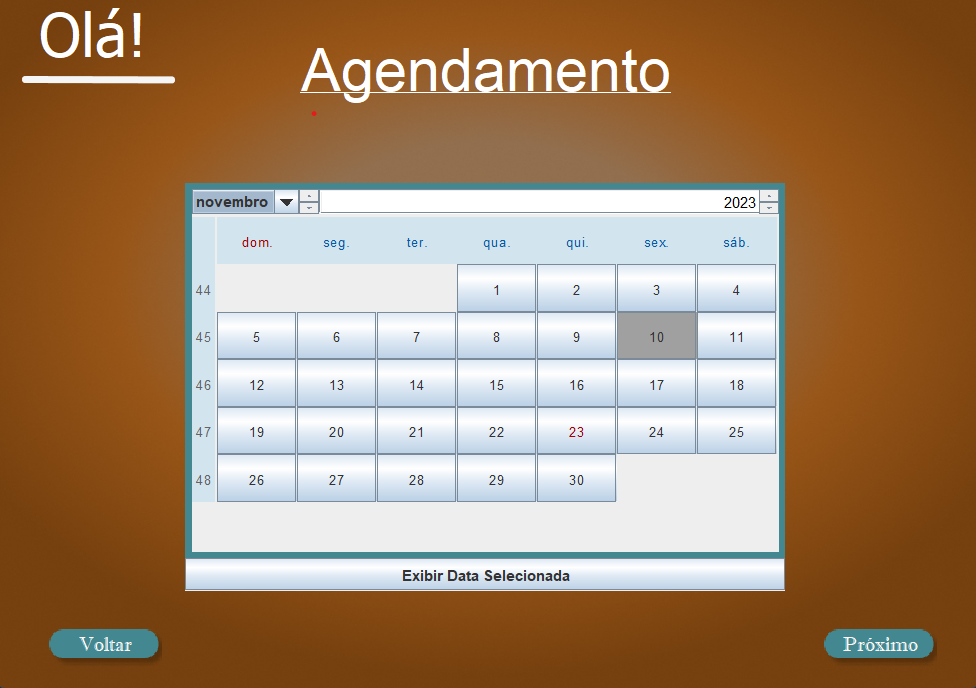 Olá!
Agendamento
novembro 2023
dom. seg. ter. qua. qui. sex. sáb.
44 1 2 3 4
45 5 6 7 8 9 10 11
46 12 13 14 15 16 17 18
47 19 20 21 22 23 24 25
48 26 27 28 29 30
Exibir Data Selecionada
Voltar Próximo